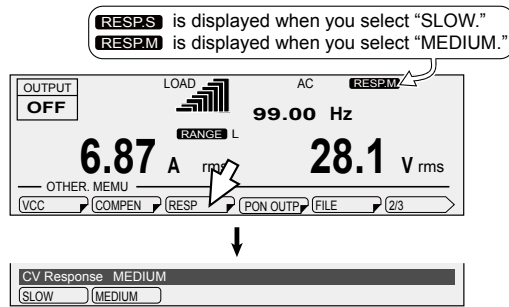 RESP.S is displayed when you select “SLOW.”
RESP.M is displayed when you select “MEDIUM.”
OUTPUT LOAD AC RESP.M
OFF 99.00 Hz
RANGE L
6.87 A rms 28.1 V rms
OTHER. MEMU
VCC COMPEN RESP PON OUTP FILE 2/3
CV Response MEDIUM
SLOW MEDIUM